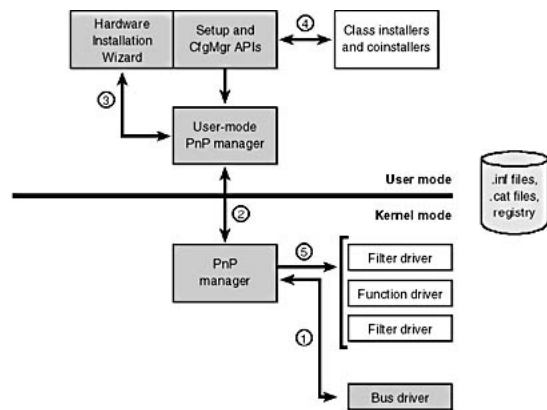 Hardware
Installation
Wizard
Setup and
CfgMgr APIs
④
Class installers
and coinstallers
③
User-mode
PnP manager
User mode
.inf files,
.cat files,
registry
②
Kernel mode
PnP
manager
⑤
Filter driver
Function driver
Filter driver
①
Bus driver